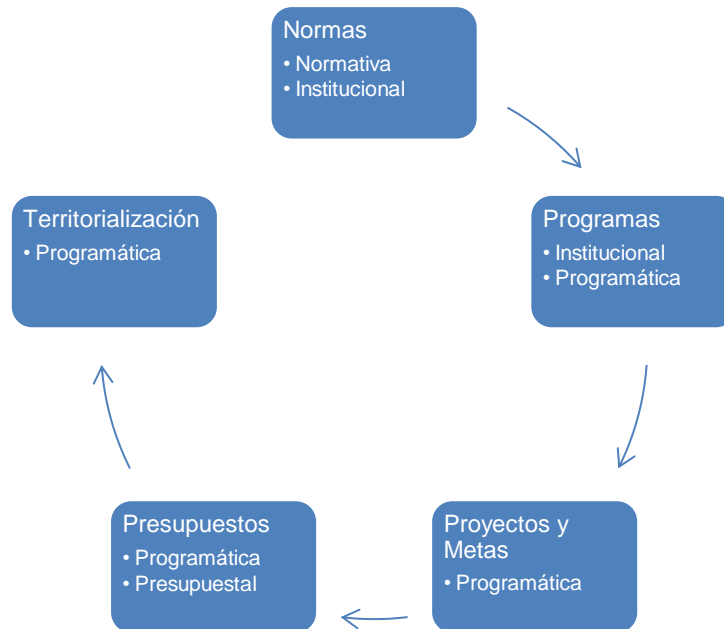 Normas
• Normativa
• Institucional
Programas
• Institucional
• Programática
Proyectos y
Metas
• Programática
Presupuestos
• Programática
• Presupuestal
Territorialización
• Programática